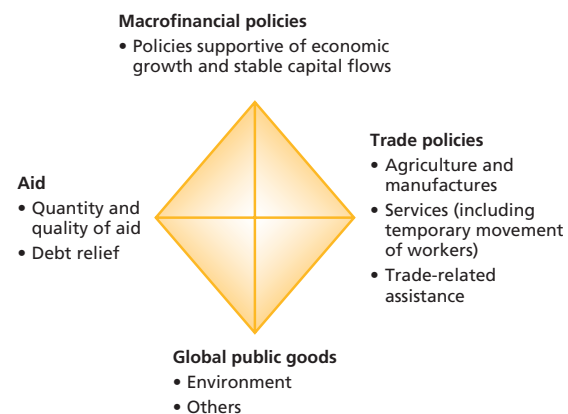 Macrofinancial policies
• Policies supportive of economic
growth and stable capital flows
Trade policies
• Agriculture and
manufactures
• Services (including
temporary movement
of workers)
• Trade-related
assistance
Aid
• Quantity and
quality of aid
• Debt relief
Global public goods
• Environment
• Others